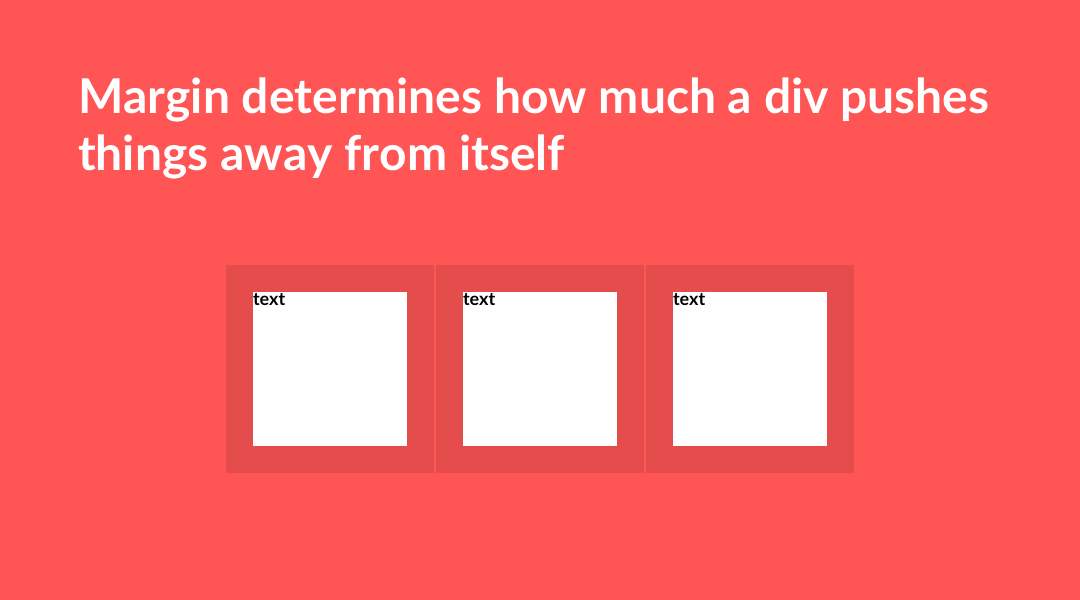 Margin determines how much a div pushes
things away from itself
text text text